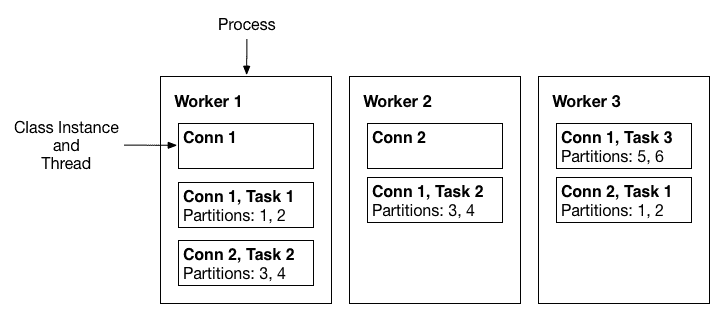 Process
Class Instance
and
Thread
Worker 1
Conn 1
Conn 1, Task 1
Partitions: 1, 2
Conn 2, Task 2
Partitions: 3, 4
Worker 2
Conn 2
Conn 1, Task 2
Partitions: 3, 4
Worker 3
Conn 1, Task 3
Partitions: 5, 6
Conn 2, Task 1
Partitions: 1, 2